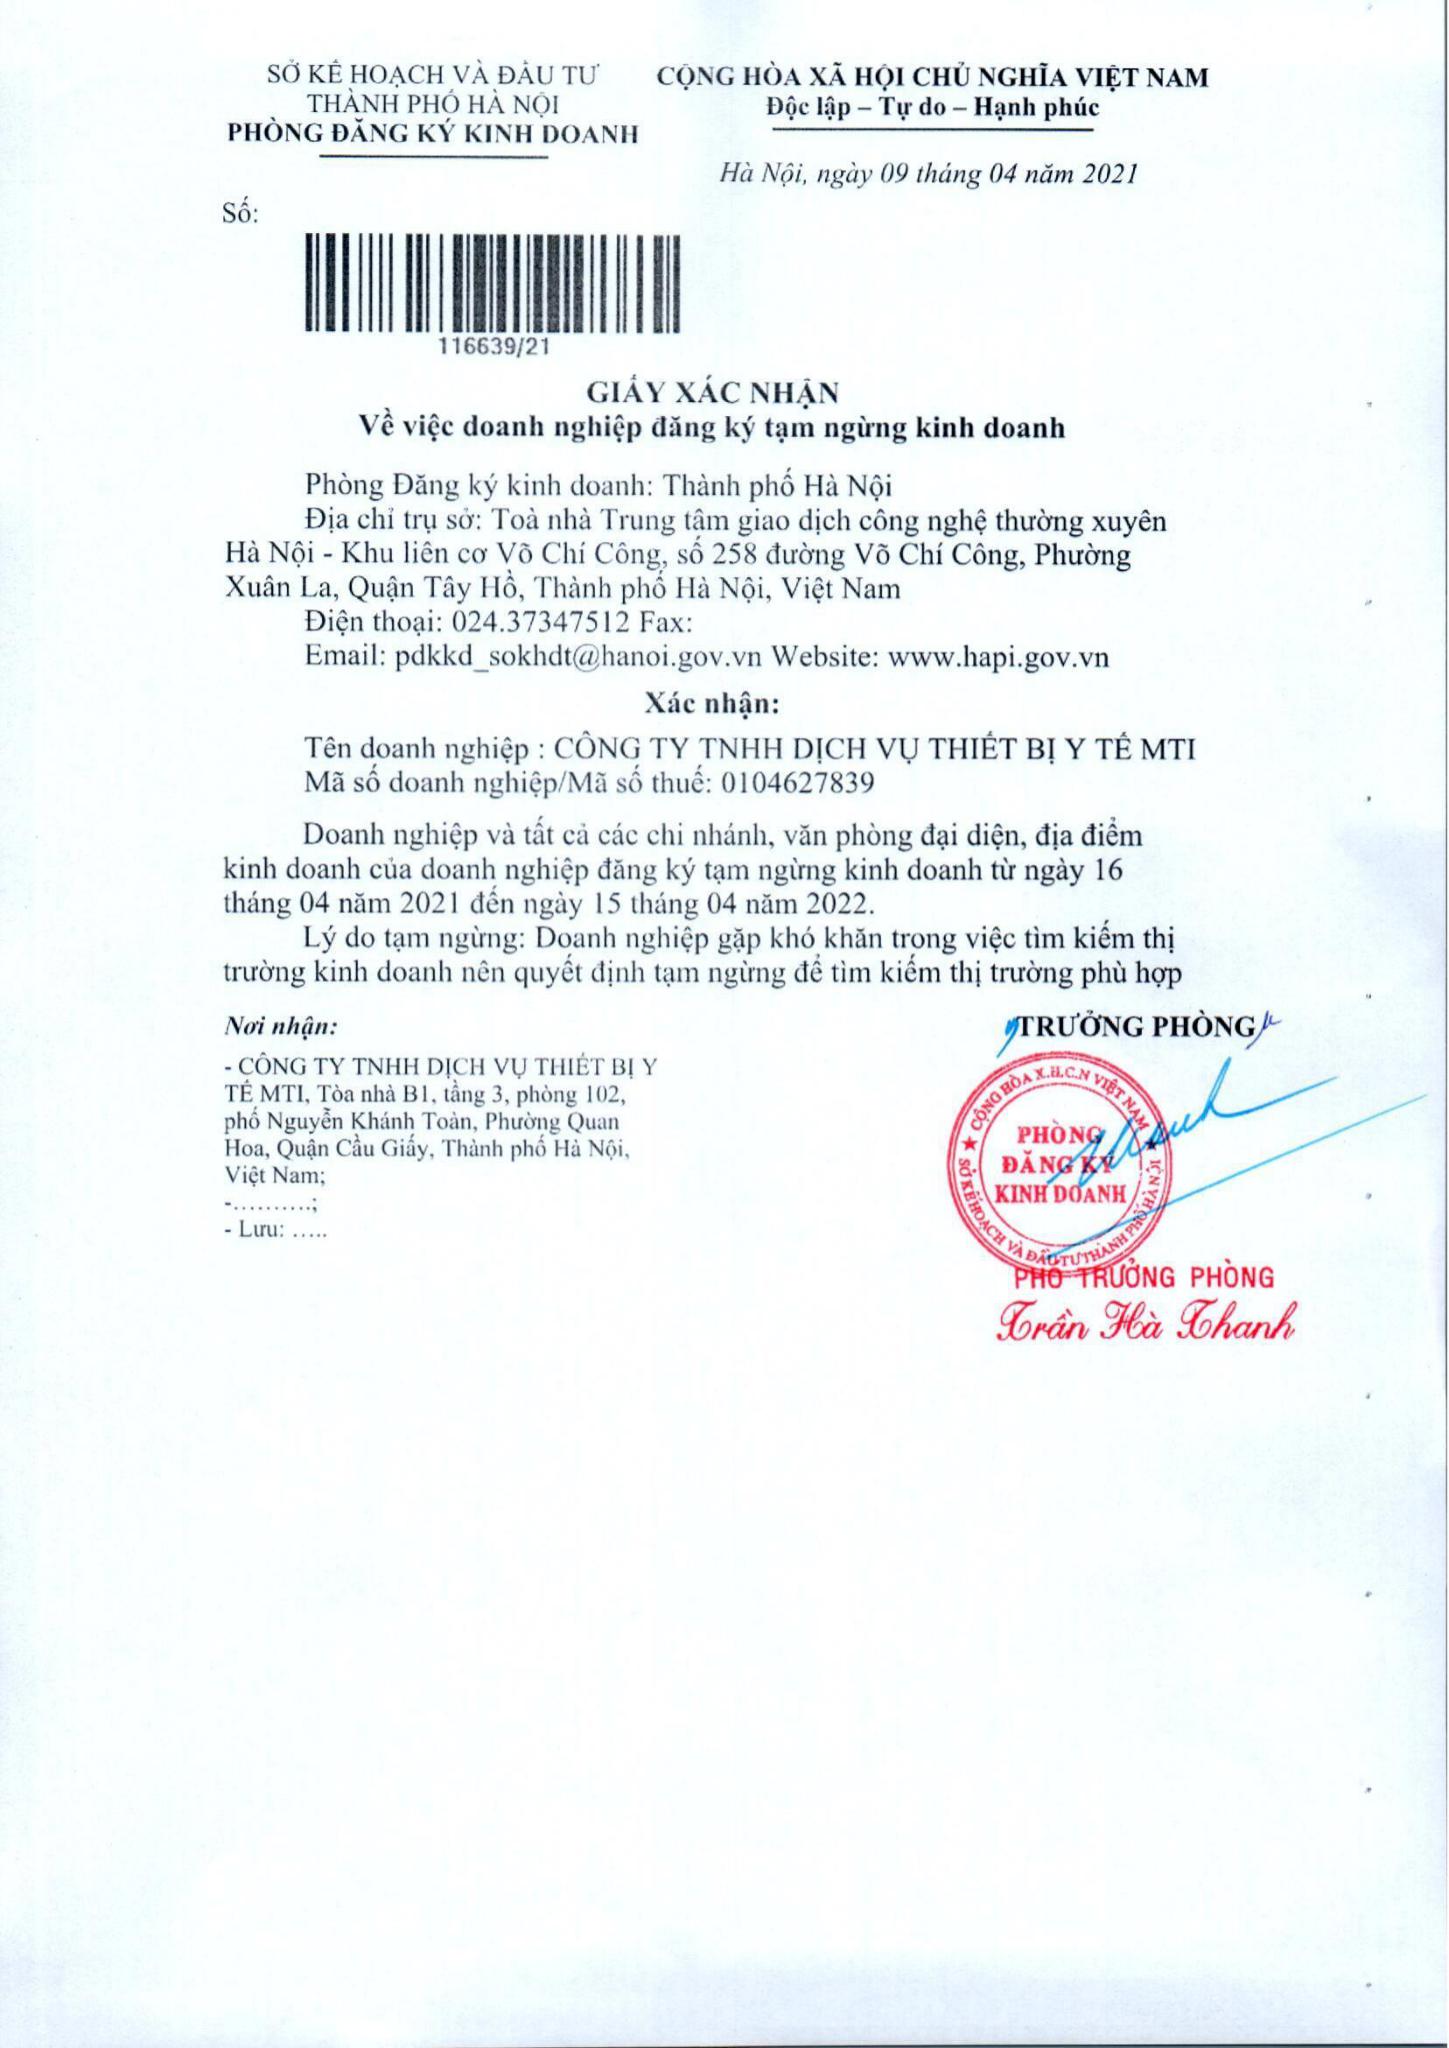 SỞ KẾ HOẠCH VÀ ĐẦU TƯ
THÀNH PHỐ HÀ NỘI
PHÒNG ĐĂNG KÝ KINH DOANH
CỘNG HÒA XÃ HỘI CHỦ NGHĨA VIỆT NAM
Độc lập – Tự do – Hạnh phúc
Hà Nội, ngày 09 tháng 04 năm 2021
Số:
116639/21
GIẤY XÁC NHẬN
Về việc doanh nghiệp đăng ký tạm ngừng kinh doanh
Phòng Đăng ký kinh doanh: Thành phố Hà Nội
Địa chỉ trụ sở: Toà nhà Trung tâm giao dịch công nghệ thường xuyên
Hà Nội - Khu liên cơ Võ Chí Công, số 258 đường Võ Chí Công, Phường
Xuân La, Quận Tây Hồ, Thành phố Hà Nội, Việt Nam
Điện thoại: 024.37347512 Fax:
Email: pdkkd_sokhdt@hanoi.gov.vn Website: www.hapi.gov.vn
Xác nhận:
Tên doanh nghiệp : CÔNG TY TNHH DỊCH VỤ THIẾT BỊ Y TẾ MTI
Mã số doanh nghiệp/Mã số thuế: 0104627839
Doanh nghiệp và tất cả các chi nhánh, văn phòng đại diện, địa điểm
kinh doanh của doanh nghiệp đăng ký tạm ngừng kinh doanh từ ngày 16
tháng 04 năm 2021 đến ngày 15 tháng 04 năm 2022.
Lý do tạm ngừng: Doanh nghiệp gặp khó khăn trong việc tìm kiếm thị
trường kinh doanh nên quyết định tạm ngừng để tìm kiếm thị trường phù hợp
Nơi nhận:
- CÔNG TY TNHH DỊCH VỤ THIẾT BỊ Y
TẾ MTI, Tòa nhà B1, tầng 3, phòng 102,
phố Nguyễn Khánh Toàn, Phường Quan
Hoa, Quận Cầu Giấy, Thành phố Hà Nội,
Việt Nam;
-..........;
- Lưu: .....
TRƯỞNG PHÒNG
CỘNG HÒA X.H.C.N VIỆT NAM
SỞ KẾ HOẠCH VÀ ĐẦU TƯ THÀNH PHỐ HÀ NỘI
PHÒNG
ĐĂNG KÝ
KINH DOANH
PHÓ TRƯỞNG PHÒNG
Trần Hà Thanh